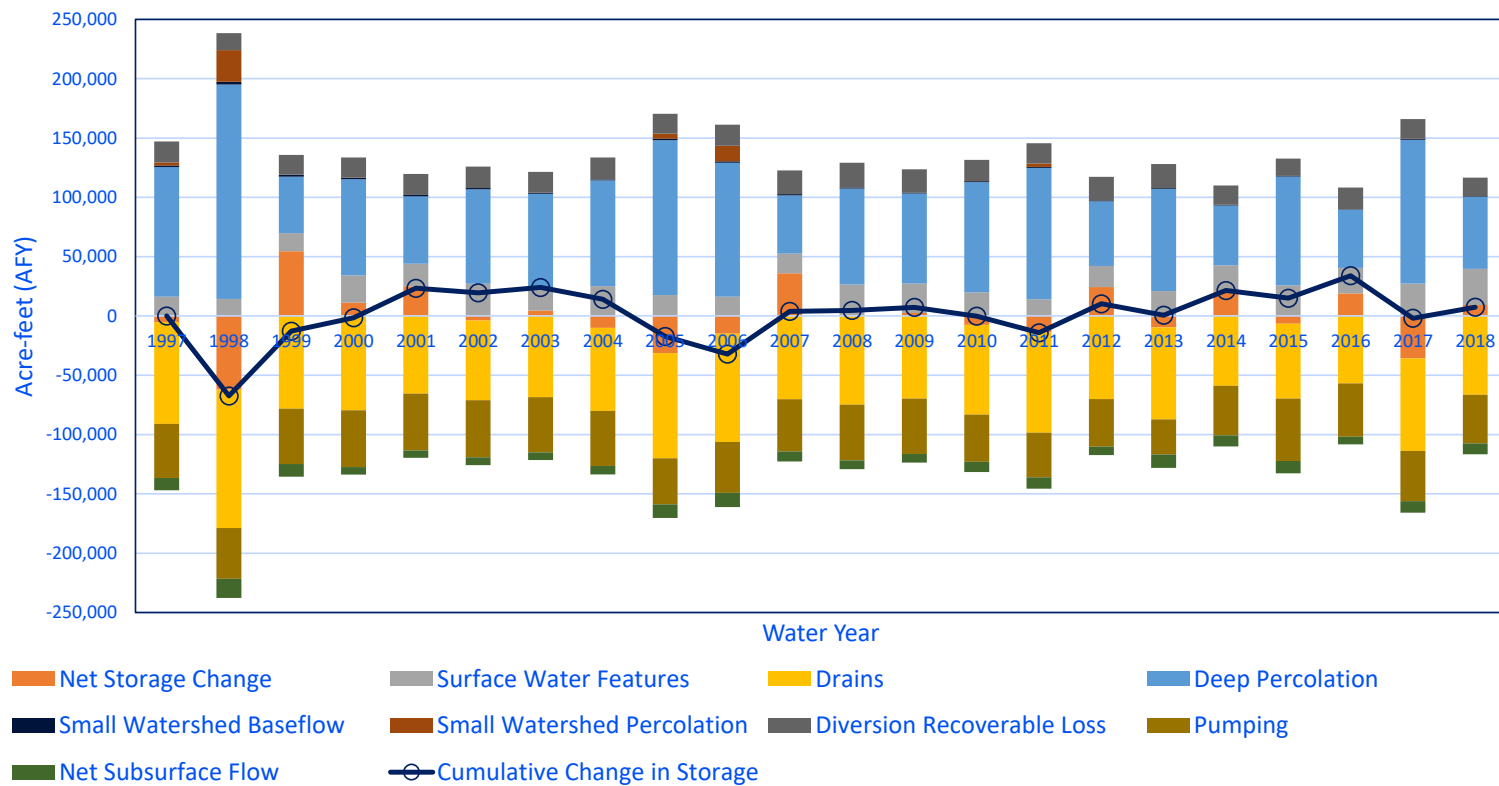 250,000
200,000
150,000
100,000
50,000
0
-50,000
-100,000
-150,000
-200,000
-250,000
Acre-feet (AFY)
1997 1998 1999 2000 2001 2002 2003 2004 2005 2006 2007 2008 2009 2010 2011 2012 2013 2014 2015 2016 2017 2018
Water Year
Net Storage Change Surface Water Features Drains Deep Percolation
Small Watershed Baseflow Small Watershed Percolation Diversion Recoverable Loss Pumping
Net Subsurface Flow Cumulative Change in Storage